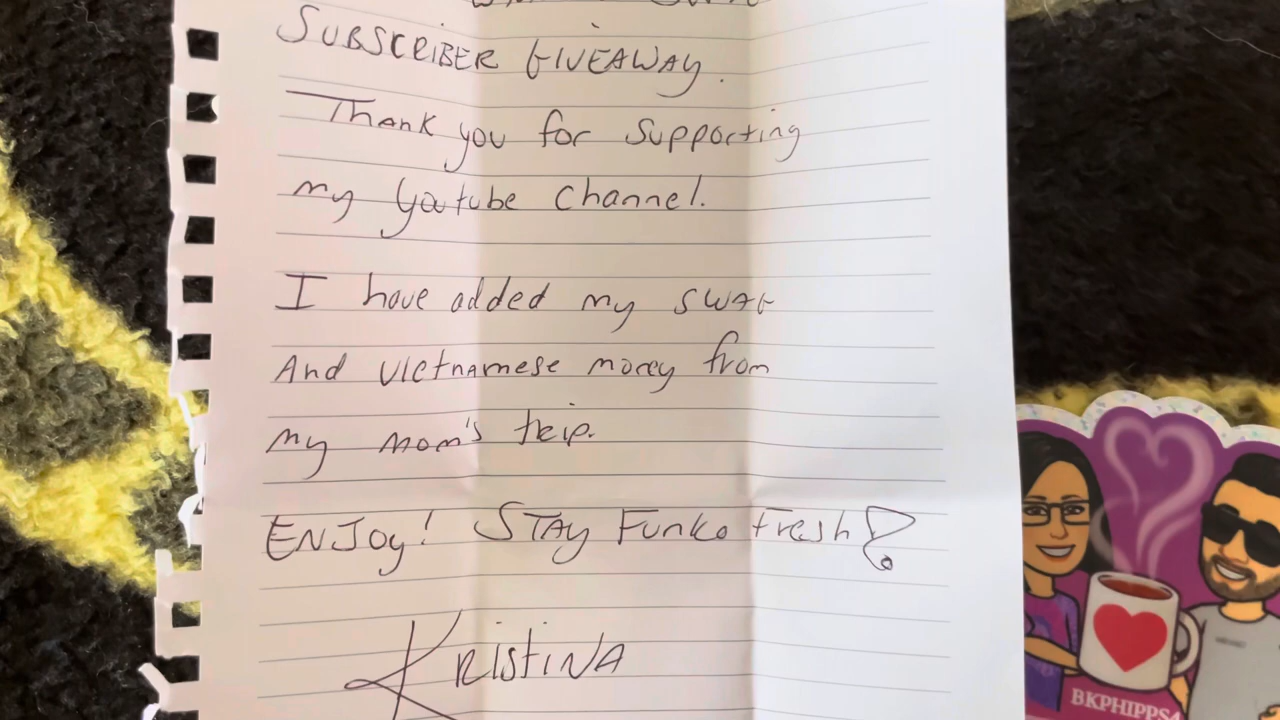 SUBSCRIBER GIVEAWAY.
Thank you for supporting
my Youtube channel.
I have added my SWAG
And Vietnamese money from
my mom's trip.
ENJOY! STAY Funko Fresh!
KRISTINA
BKPHIPPS4